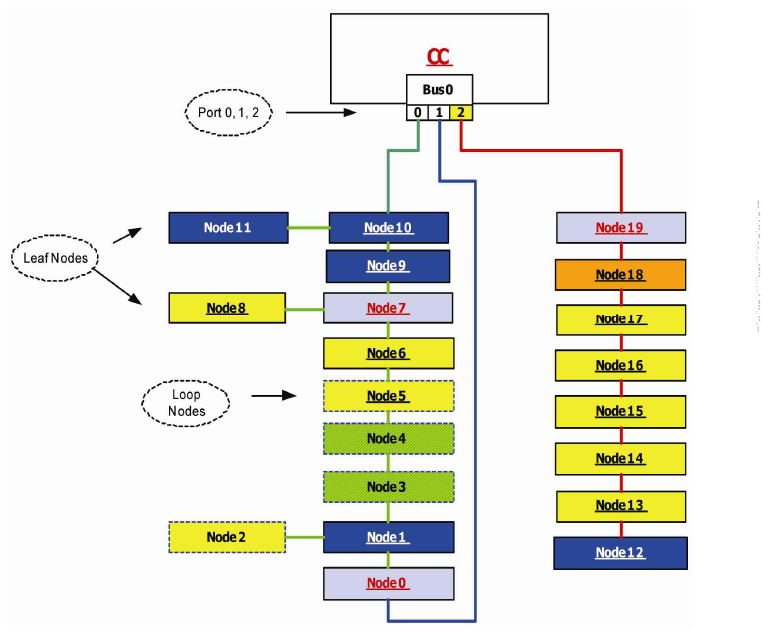 CC
Bus0
0 1 2
Port 0, 1, 2
Node11
Node10
Node19
Leaf Nodes
Node9
Node18
Node8
Node7
Node17
Node6
Node16
Loop
Nodes
Node5
Node15
Node4
Node14
Node3
Node13
Node2
Node1
Node12
Node0